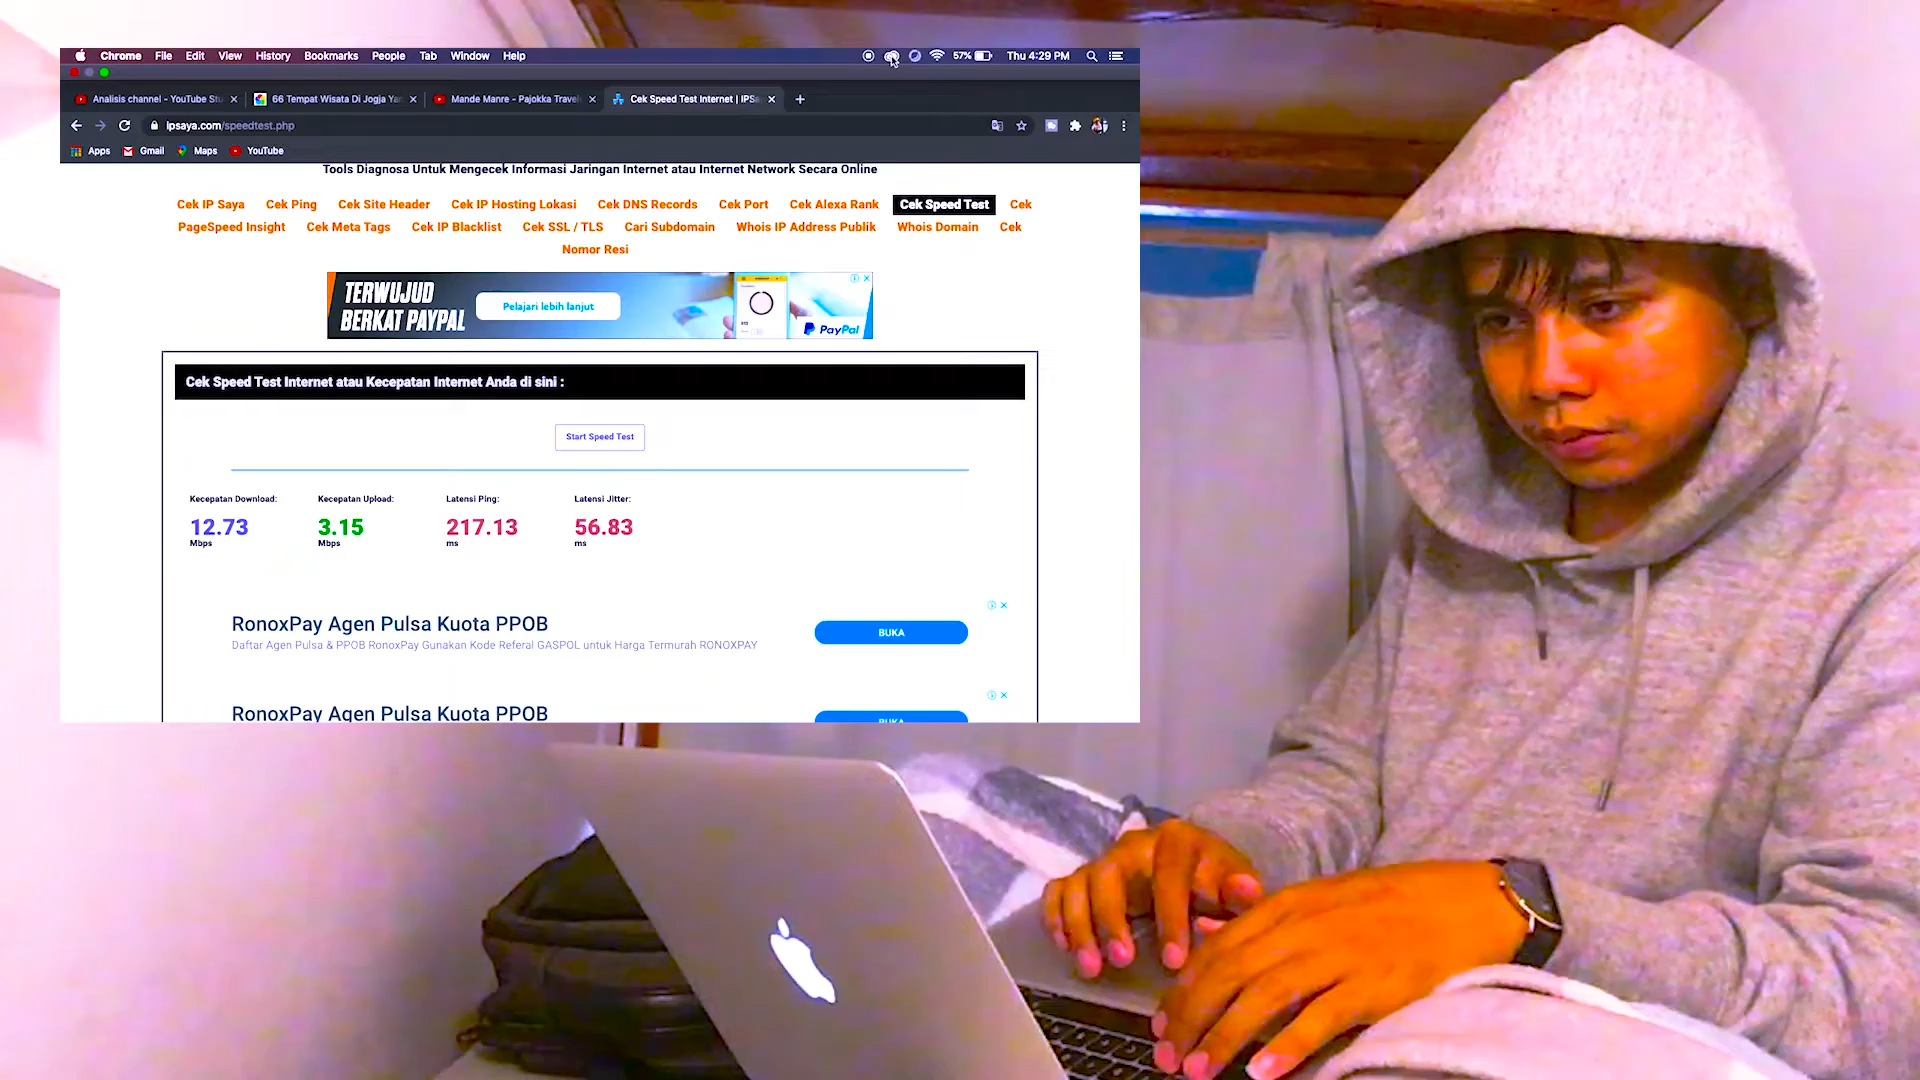 Chrome File Edit View History Bookmarks People Tab Window Help 57% Thu 4:29 PM
Analisis channel - YouTube Stu 66 Tempat Wisata Di Jogja Yan Mande Manre - Pajokka Travel Cek Speed Test Internet | IPSa
ipsaya.com/speedtest.php
Apps Gmail Maps YouTube
Tools Diagnosa Untuk Mengecek Informasi Jaringan Internet atau Internet Network Secara Online
Cek IP Saya Cek Ping Cek Site Header Cek IP Hosting Lokasi Cek DNS Records Cek Port Cek Alexa Rank Cek Speed Test Cek
PageSpeed Insight Cek Meta Tags Cek IP Blacklist Cek SSL / TLS Cari Subdomain Whois IP Address Publik Whois Domain Cek
Nomor Resi
TERWUJUD
BERKAT PAYPAL
Pelajari lebih lanjut
PayPal
Cek Speed Test Internet atau Kecepatan Internet Anda di sini :
Start Speed Test
Kecepatan Download: Kecepatan Upload: Latensi Ping: Latensi Jitter:
12.73 3.15 217.13 56.83
Mbps Mbps ms ms
RonoxPay Agen Pulsa Kuota PPOB
Daftar Agen Pulsa & PPOB RonoxPay Gunakan Kode Referal GASPOL untuk Harga Termurah RONOXPAY
BUKA
RonoxPay Agen Pulsa Kuota PPOB
BUKA